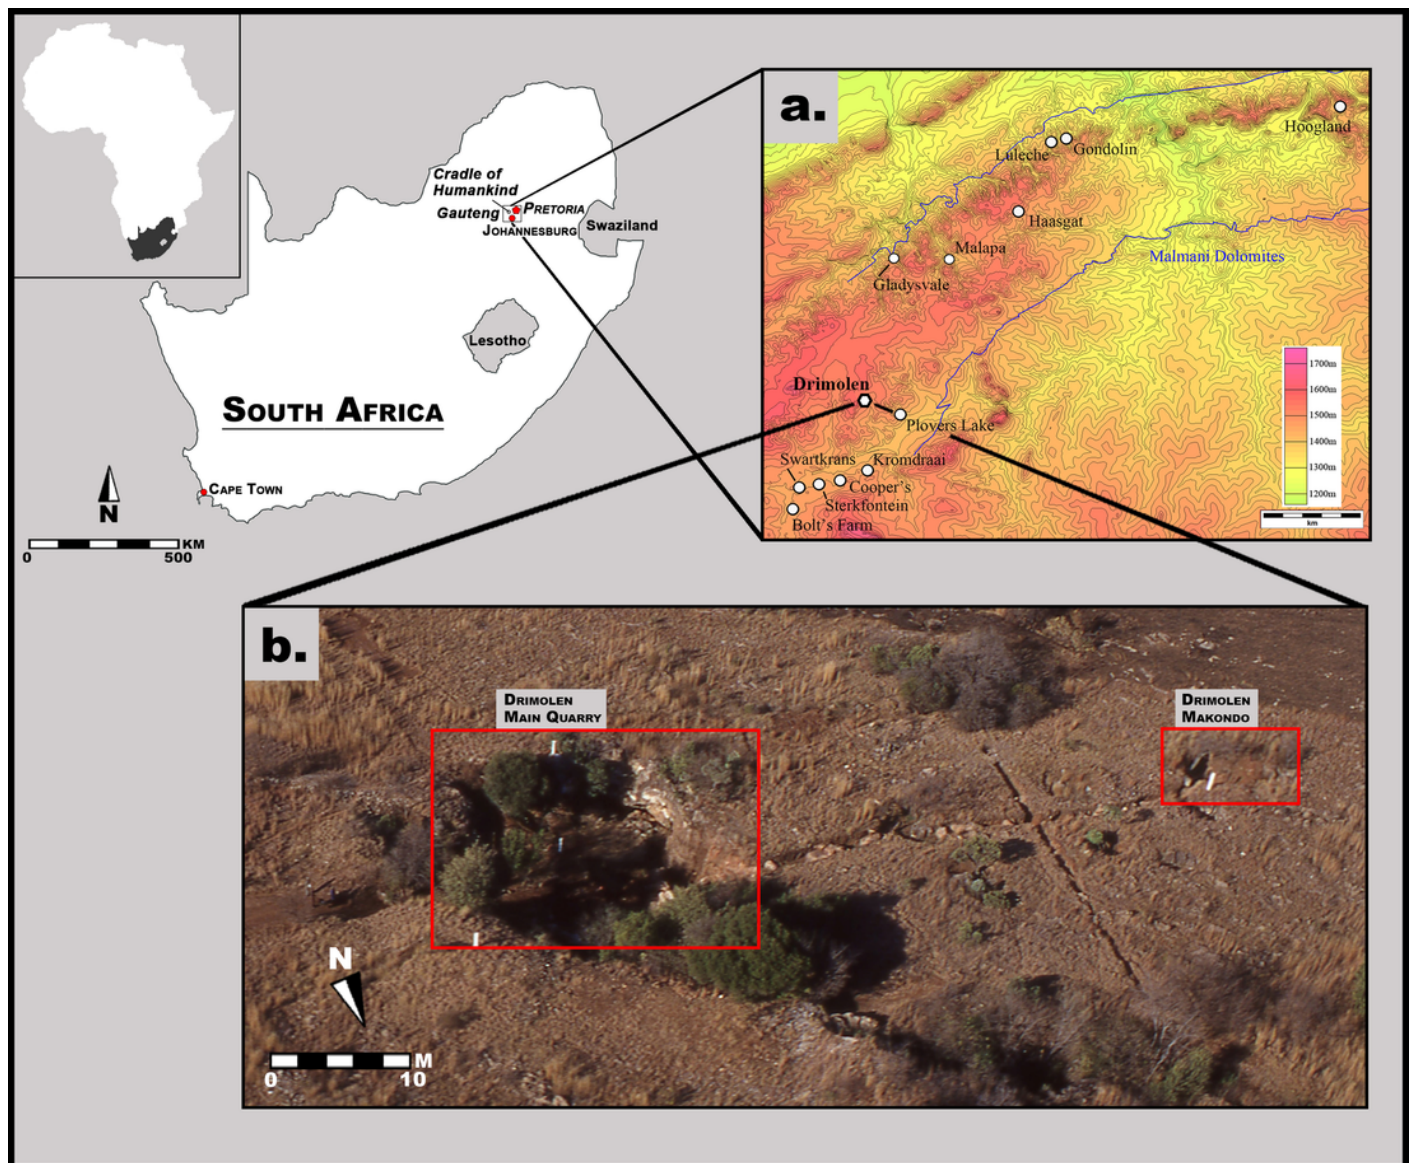 Cradle of
Humankind
Gauteng
PRETORIA
JOHANNESBURG
Swaziland
Lesotho
SOUTH AFRICA
CAPE TOWN
N
KM
0 500
a.
Hoogland
Luleche
Gondolin
Haasgat
Malapa
Malmani Dolomites
Gladysvale
Drimolen
Plovers Lake
Swartkrans
Kromdraai
Cooper's
Sterkfontein
Bolt's Farm
1700m
1600m
1500m
1400m
1300m
1200m
km
b.
DRIMOLEN
MAIN QUARRY
DRIMOLEN
MAKONDO
N
M
0 10